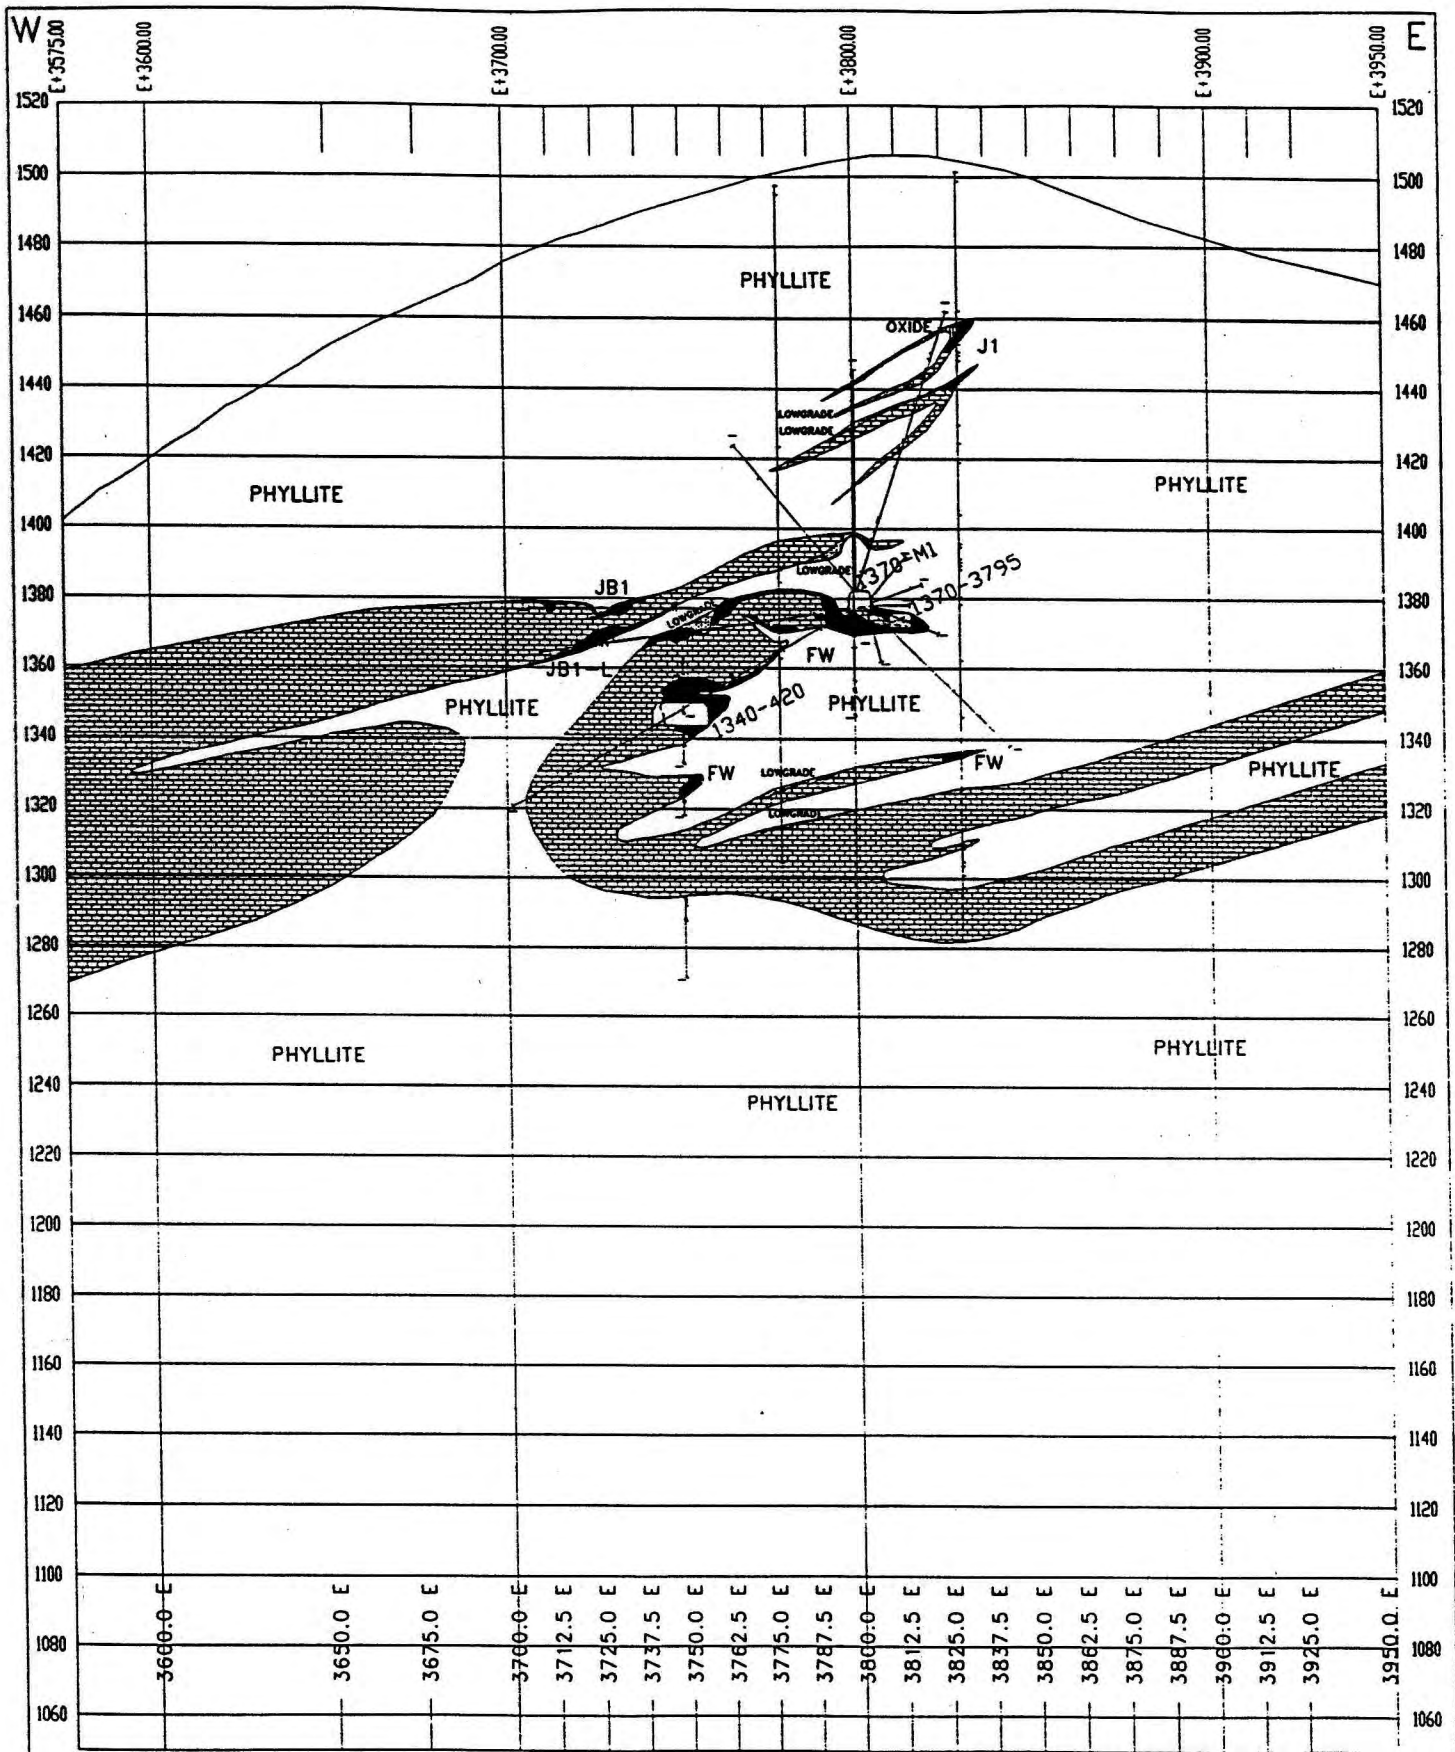 W
E+3575.00
E+3600.00
E+3700.00
E+3800.00
E+3900.00
E+3950.00
E
1520
1520
1500
1500
1480
1480
PHYLLITE
1460
OXIDE
1460
J1
1440
1440
LOWGRADE
LOWGRADE
1420
1420
PHYLLITE
PHYLLITE
1400
1400
LOWGRADE
1370-M1
1370-3795
1380
JB1
1380
LOWGRADE
1360
JB1-L
FW
1360
PHYLLITE
1340-420
PHYLLITE
1340
1340
FW
LOWGRADE
FW
PHYLLITE
1320
LOWGRADE
1320
1300
1300
1280
1280
1260
1260
PHYLLITE
PHYLLITE
1240
1240
PHYLLITE
1220
1220
1200
1200
1180
1180
1160
1160
1140
1140
1120
1120
1100
1100
1080
1080
1060
1060
3600.0 E
3650.0 E
3675.0 E
3700.0 E
3712.5 E
3725.0 E
3737.5 E
3750.0 E
3762.5 E
3775.0 E
3787.5 E
3800.0 E
3812.5 E
3825.0 E
3837.5 E
3850.0 E
3862.5 E
3875.0 E
3887.5 E
3900.0 E
3912.5 E
3925.0 E
3950.0 E